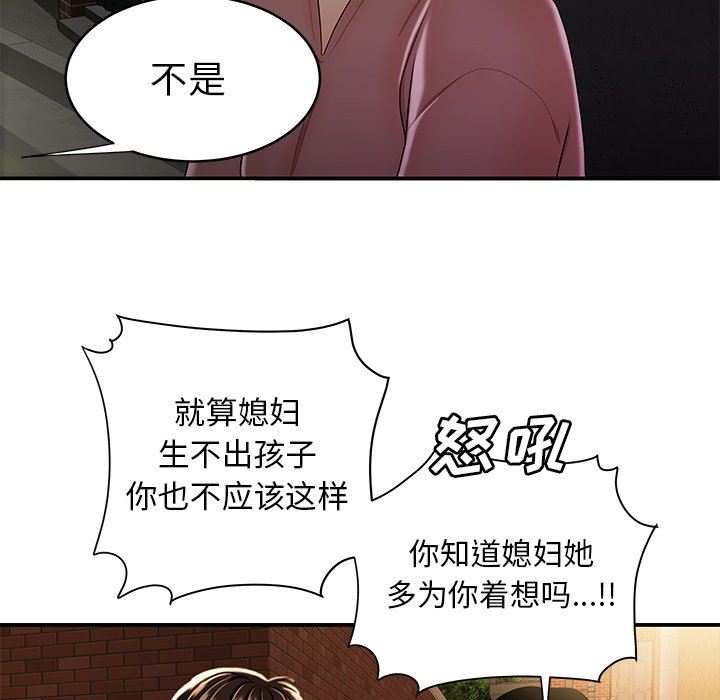 不是
就算媳妇
生不出孩子
你也不应该这样
怒吼
你知道媳妇她
多为你着想吗...!!